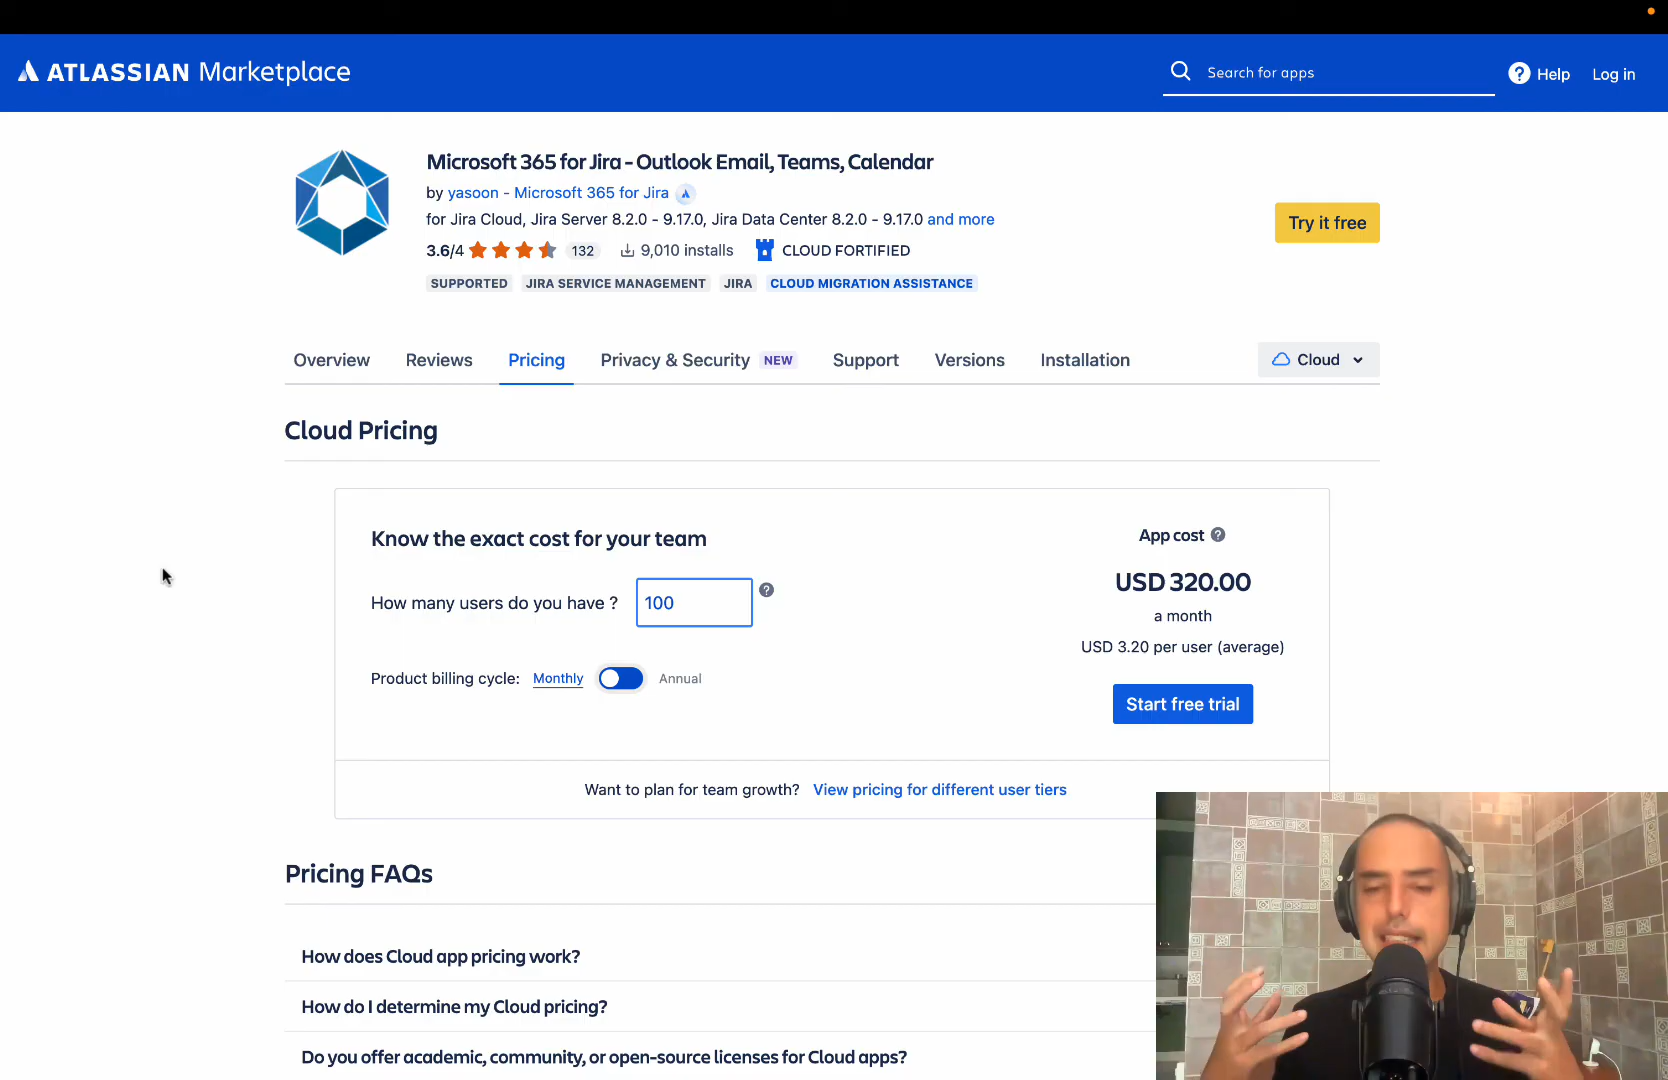 ATLASSIAN Marketplace
Search for apps
? Help
Log in
Microsoft 365 for Jira - Outlook Email, Teams, Calendar
by yasoon - Microsoft 365 for Jira
for Jira Cloud, Jira Server 8.2.0 - 9.17.0, Jira Data Center 8.2.0 - 9.17.0 and more
3.6/4 132 9,010 installs CLOUD FORTIFIED
SUPPORTED JIRA SERVICE MANAGEMENT JIRA CLOUD MIGRATION ASSISTANCE
Try it free
Overview Reviews Pricing Privacy & Security NEW Support Versions Installation Cloud
Cloud Pricing
Know the exact cost for your team
How many users do you have ? 100 ?
Product billing cycle: Monthly Annual
App cost ?
USD 320.00
a month
USD 3.20 per user (average)
Start free trial
Want to plan for team growth? View pricing for different user tiers
Pricing FAQs
How does Cloud app pricing work?
How do I determine my Cloud pricing?
Do you offer academic, community, or open-source licenses for Cloud apps?